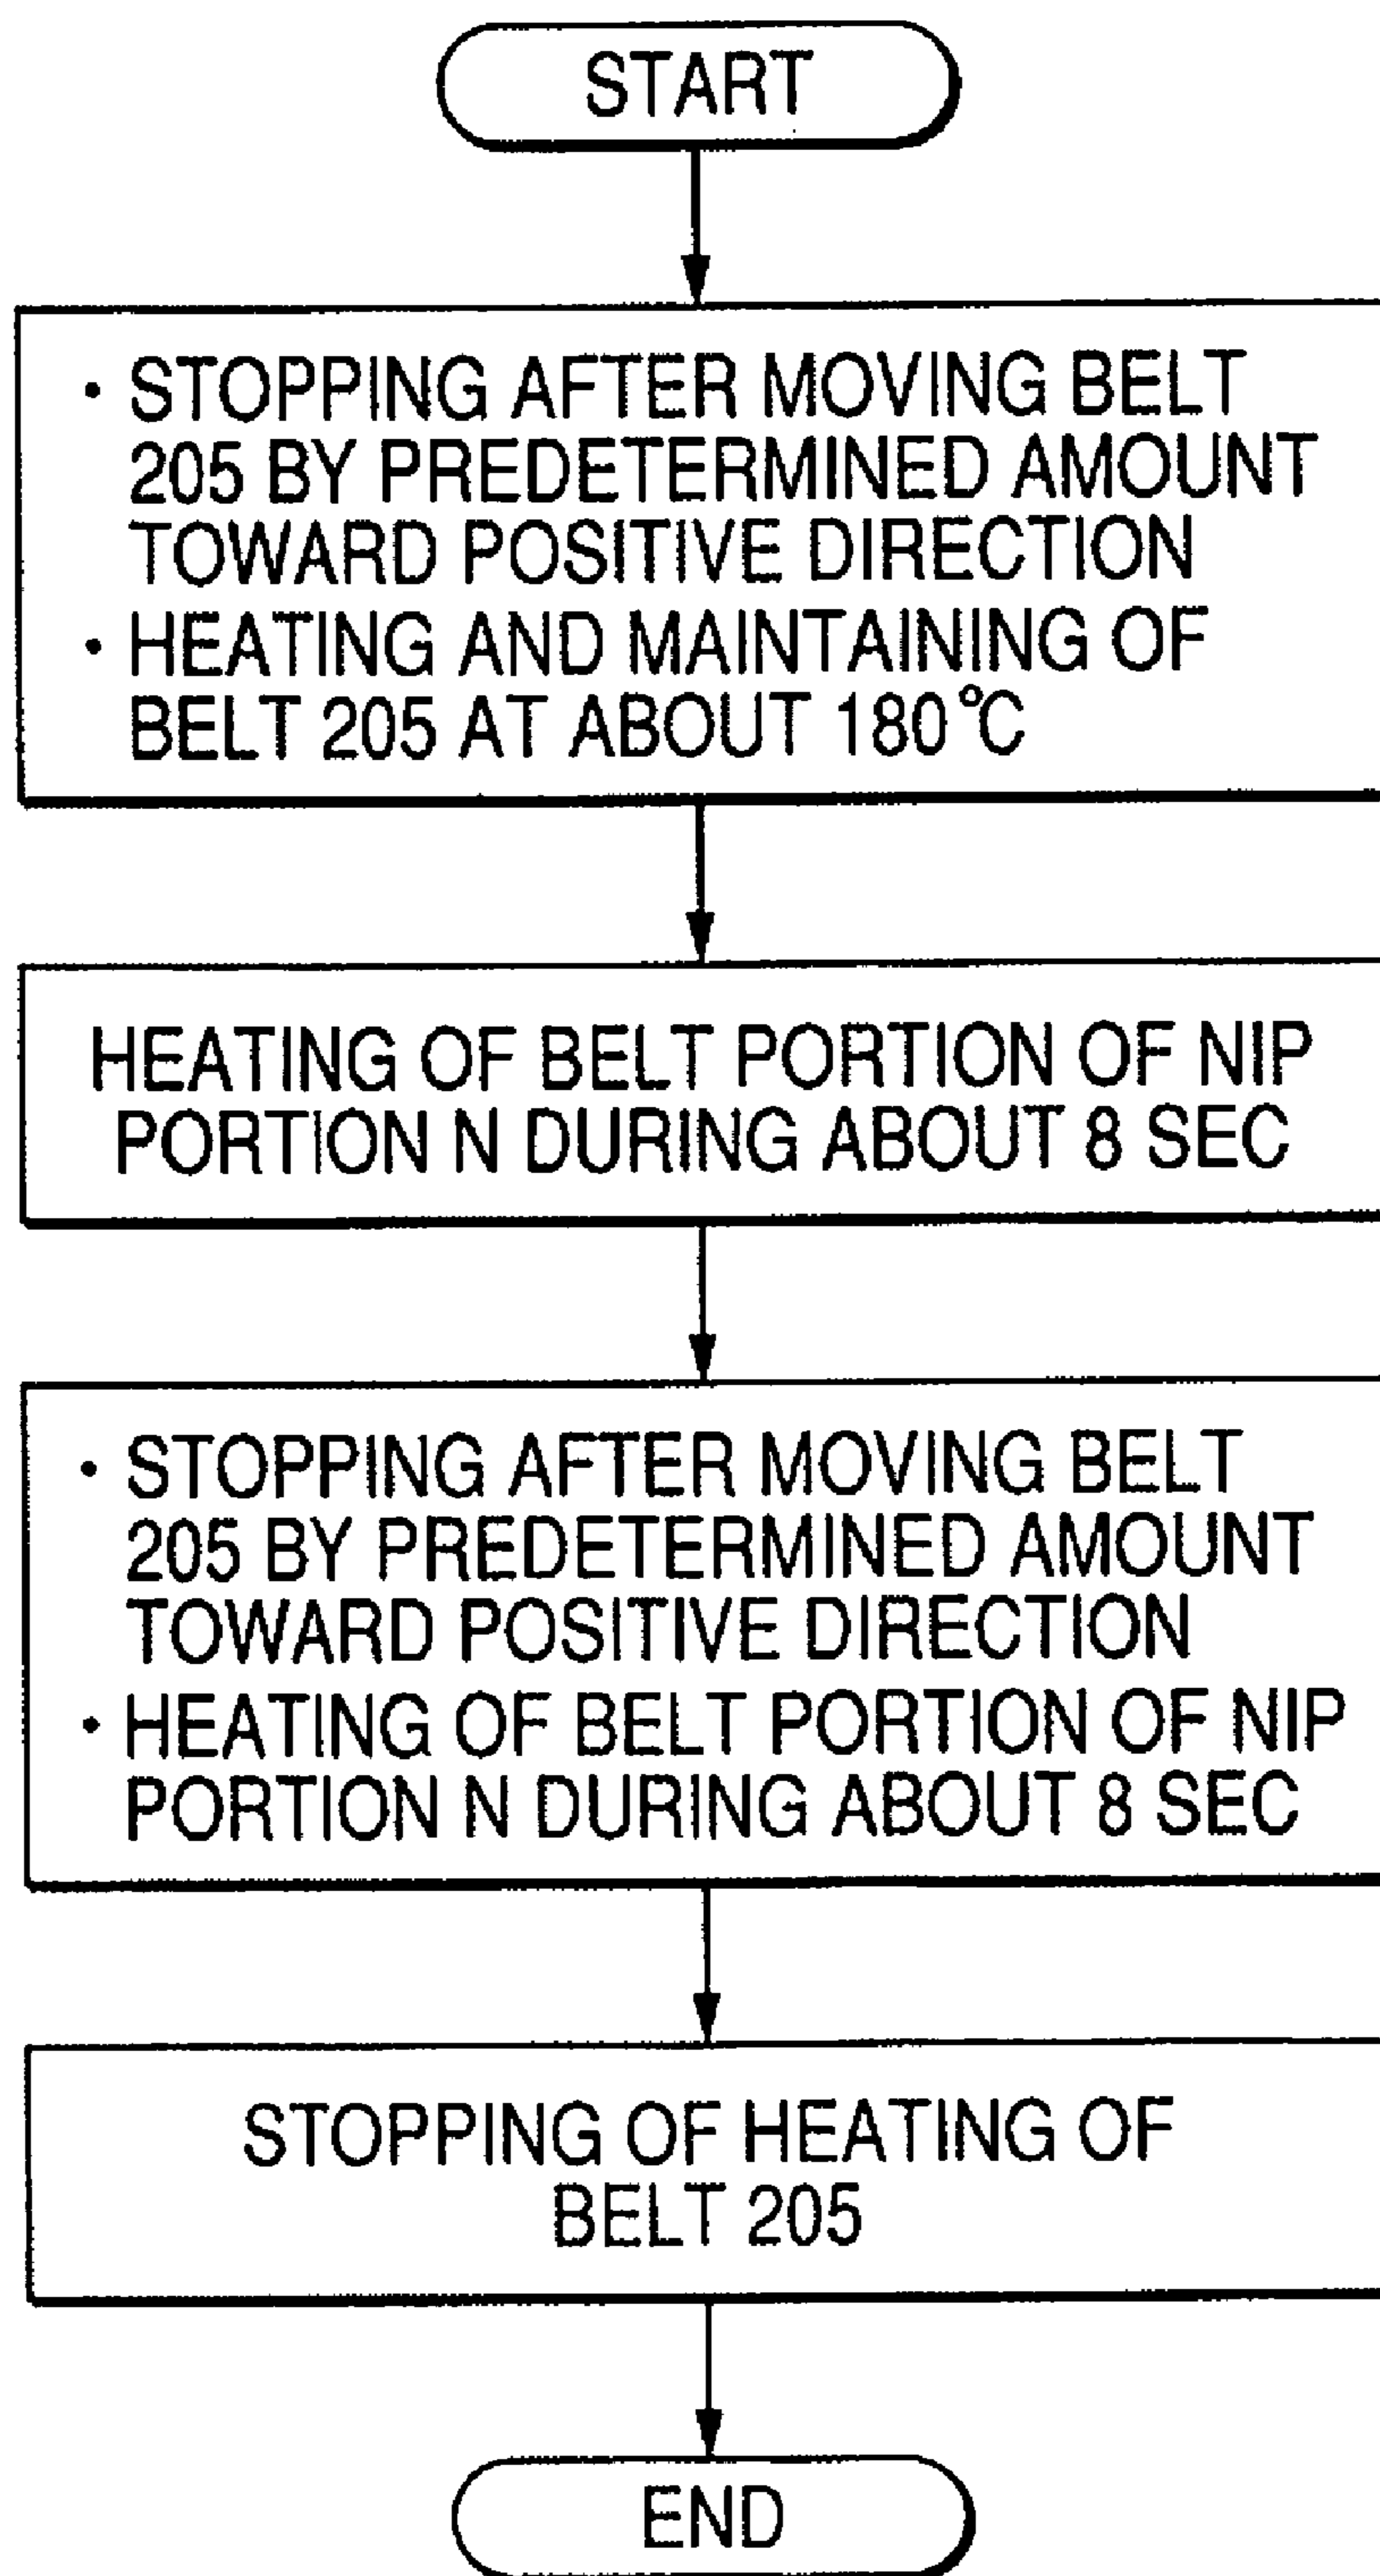 START
· STOPPING AFTER MOVING BELT
205 BY PREDETERMINED AMOUNT
TOWARD POSITIVE DIRECTION
· HEATING AND MAINTAINING OF
BELT 205 AT ABOUT 180°C
HEATING OF BELT PORTION OF NIP
PORTION N DURING ABOUT 8 SEC
· STOPPING AFTER MOVING BELT
205 BY PREDETERMINED AMOUNT
TOWARD POSITIVE DIRECTION
· HEATING OF BELT PORTION OF NIP
PORTION N DURING ABOUT 8 SEC
STOPPING OF HEATING OF
BELT 205
END